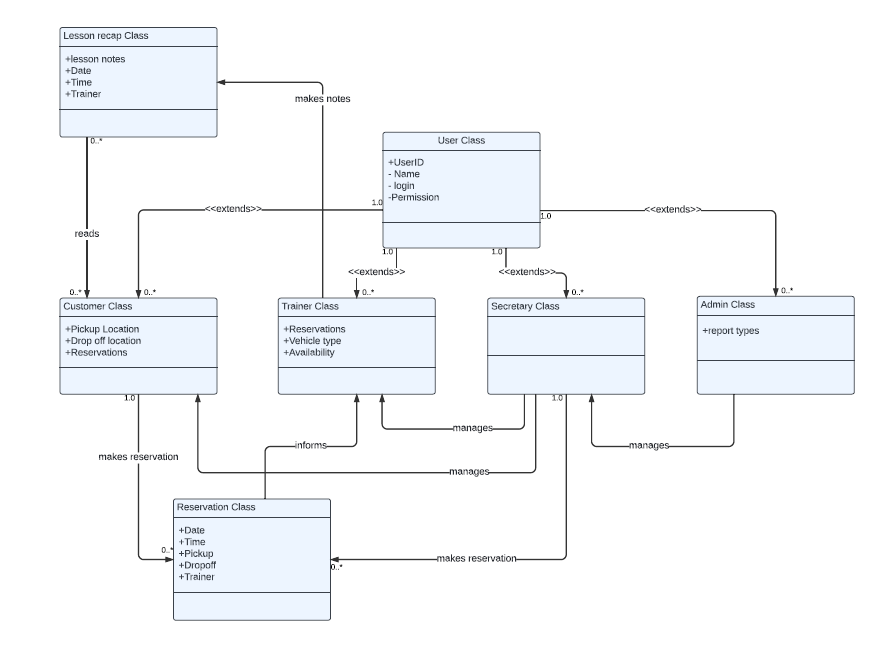 Lesson recap Class
+lesson notes
+Date
+Time
+Trainer
0..*
makes notes
User Class
+UserID
- Name
- login
-Permission
1.0
1.0
1.0
1.0
<<extends>>
<<extends>>
<<extends>>
<<extends>>
reads
0..*
0..*
0..*
0..*
0..*
Customer Class
+Pickup Location
+Drop off location
+Reservations
Trainer Class
+Reservations
+Vehicle type
+Availability
Secretary Class
Admin Class
+report types
1.0
1.0
manages
informs
manages
makes reservation
manages
Reservation Class
+Date
+Time
+Pickup
+Dropoff
+Trainer
0..*
makes reservation
0..*